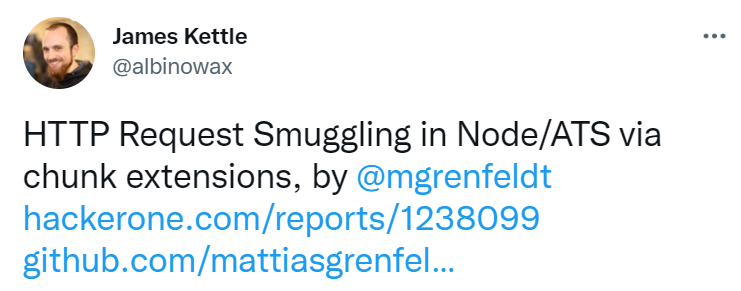 James Kettle
@albinowax
HTTP Request Smuggling in Node/ATS via
chunk extensions, by @mgrenfeldt
hackerone.com/reports/1238099
github.com/mattiasgrenfel...